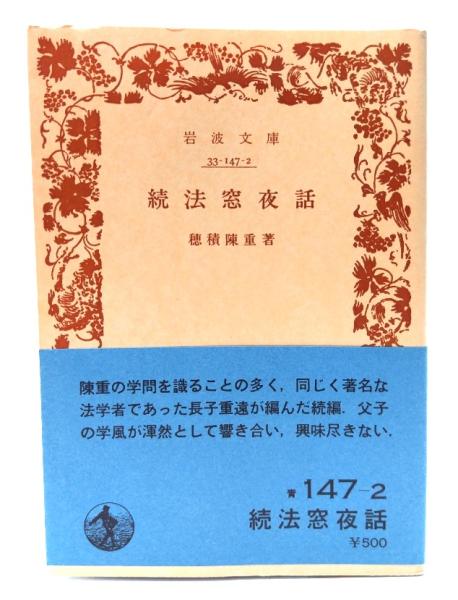 岩波文庫
33-147-2
続法窓夜話
穂積陳重著
陳重の学問を識ることの多く，同じく著名な
法学者であった長子重遠が編んだ続編．父子
の学風が渾然として響き合い，興味尽きない．
青 147-2
続法窓夜話
￥500